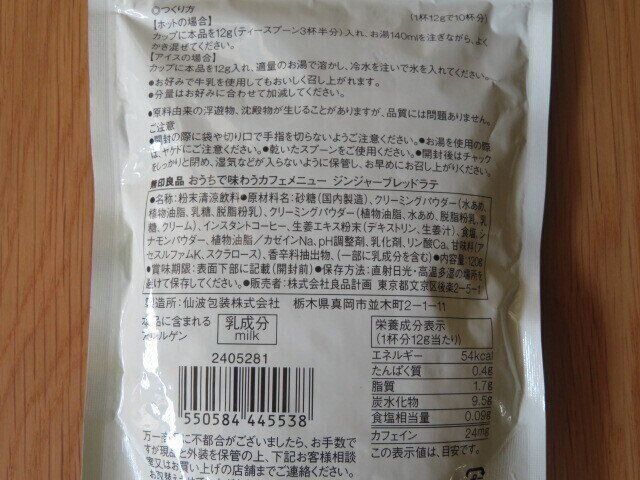 ◎つくり方
(1杯12gで10杯分)
【ホットの場合】
カップに本品を12g(ティースプーン3杯半分)入れ、お湯140mlを注ぎながら、よく
かき混ぜてください。
【アイスの場合】
カップに本品を12g入れ、適量のお湯で溶かし、冷水を注いで氷を入れてください。
●お好みで牛乳を使用してもおいしく召し上がれます。
●分量はお好みに合わせて加減してください。
●原料由来の浮遊物、沈殿物が生じることがありますが、品質には問題ありません。
ご注意
●開封の際に袋や切り口で手指を切らないようご注意ください。●お湯を使用の際
は、ヤケドにご注意ください。●乾いたスプーンをご使用ください。●開封後はチャック
をしっかりと閉め、湿気などが入らないように保管し、お早めにお召し上がりください。
無印良品 おうちで味わうカフェメニュー ジンジャーブレッドラテ
●名称:粉末清涼飲料●原材料名:砂糖(国内製造)、クリーミングパウダー(水あめ、
植物油脂、乳糖、脱脂粉乳)、クリーミングパウダー(植物油脂、水あめ、脱脂粉乳、乳
糖、クリーム)、インスタントコーヒー、生姜エキス粉末(デキストリン、生姜汁)、食塩、シ
ナモンパウダー、植物油脂/カゼインNa、pH調整剤、乳化剤、リン酸Ca、甘味料(ア
セスルファムK、スクラロース)、香辛料抽出物、(一部に乳成分を含む)●内容量:120g
●賞味期限:表面下部に記載(開封前)●保存方法:直射日光・高温多湿の場所を
避けて保存してください。●販売者:株式会社良品計画 東京都文京区後楽2-5-1
製造所:仙波包装株式会社 栃木県真岡市並木町2-1-11
本品に含まれる
アレルゲン
乳成分
milk
2405281
550584 445538
栄養成分表示
(1杯分12g当たり)
エネルギー 54kcal
たんぱく質 0.4g
脂質 1.7g
炭水化物 9.5g
食塩相当量 0.09g
カフェイン 24mg
この表示値は、目安です。
万一商品に不都合がございましたら、お手数で
すが現品と外装を保管の上、下記お客様相談
室又はお買い上げの店舗までご連絡ください。